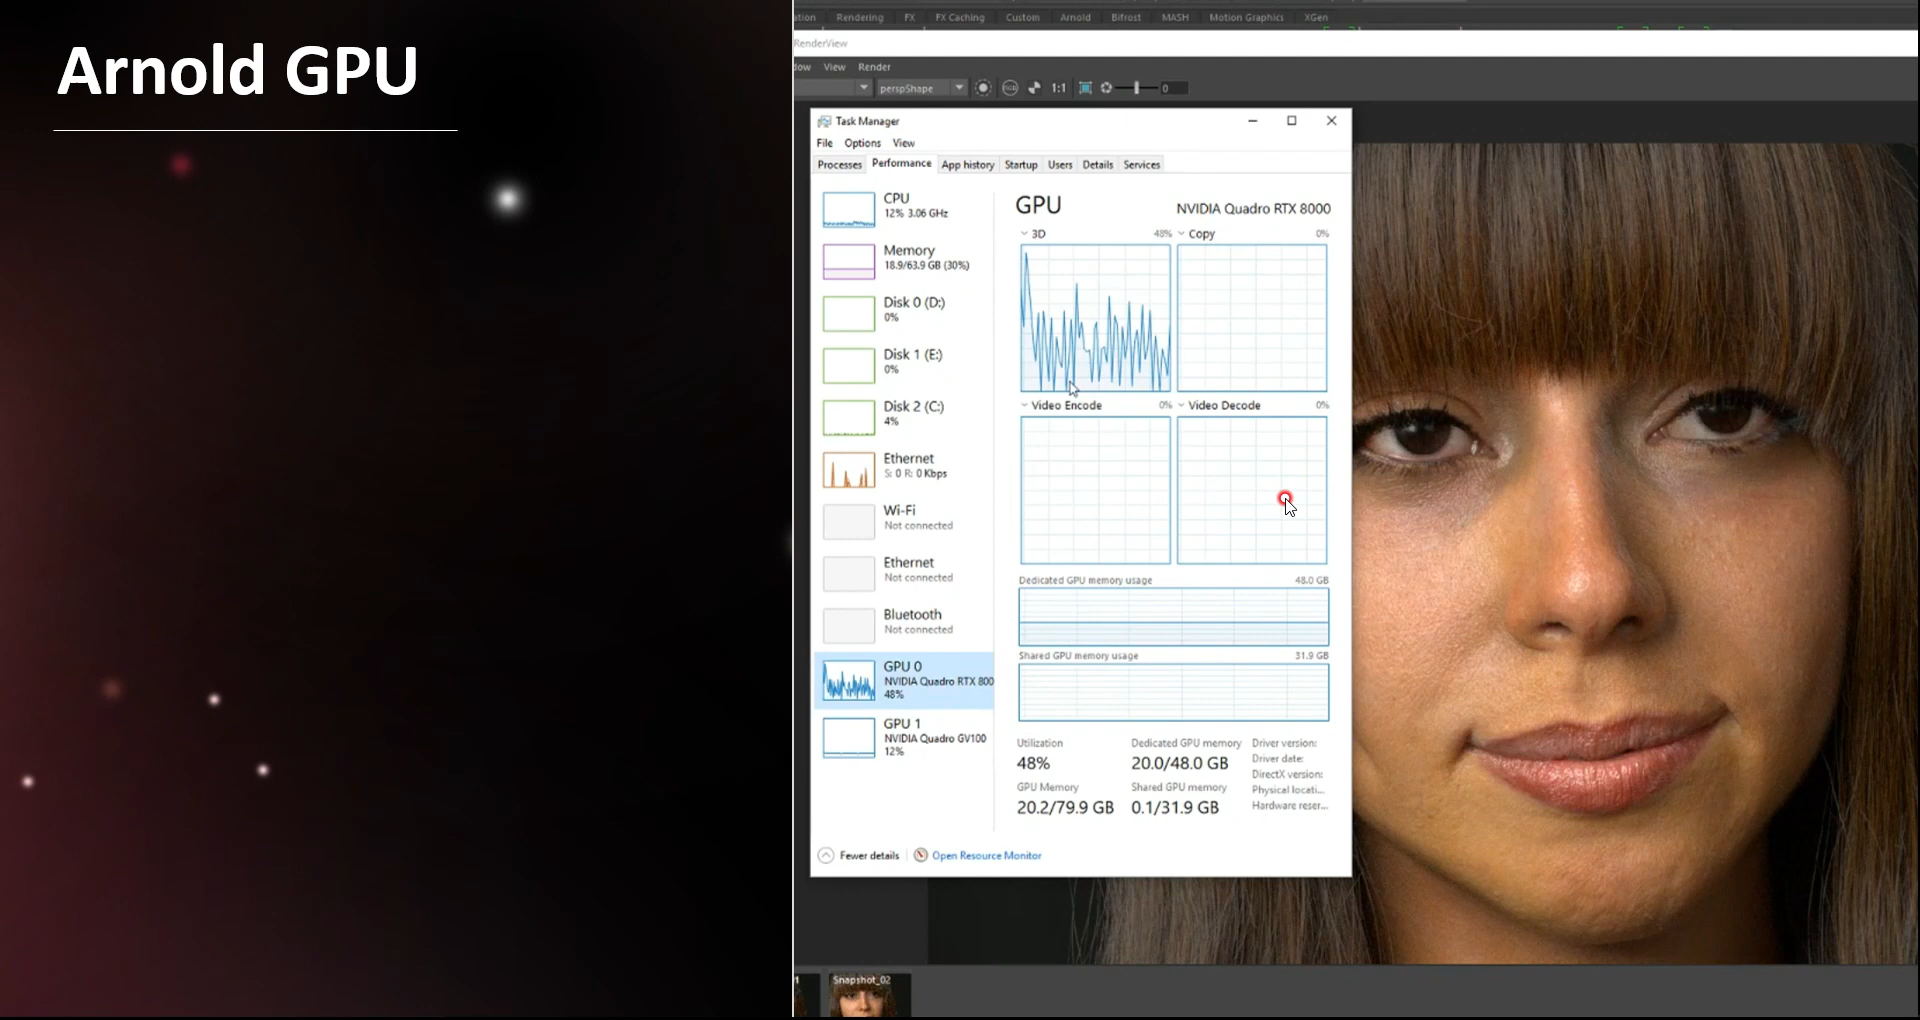 Arnold GPU
Rendering FX FX Caching Custom Arnold Bifrost MASH Motion Graphics XGen
RenderView
View Render
perspShape 1:1 0
Task Manager
File Options View
Processes Performance App history Startup Users Details Services
CPU
12% 3.06 GHz
Memory
18.9/63.9 GB (30%)
Disk 0 (D:)
0%
Disk 1 (E:)
0%
Disk 2 (C:)
4%
Ethernet
S: 0 R: 0 Kbps
Wi-Fi
Not connected
Ethernet
Not connected
Bluetooth
Not connected
GPU 0
NVIDIA Quadro RTX 800
48%
GPU 1
NVIDIA Quadro GV100
12%
GPU NVIDIA Quadro RTX 8000
3D 48% Copy 0%
Video Encode 0% Video Decode 0%
Dedicated GPU memory usage 48.0 GB
Shared GPU memory usage 31.9 GB
Utilization
48%
Dedicated GPU memory
20.0/48.0 GB
GPU Memory
20.2/79.9 GB
Shared GPU memory
0.1/31.9 GB
Driver version:
Driver date:
DirectX version:
Physical locati...
Hardware reser...
Fewer details Open Resource Monitor
Snapshot_02